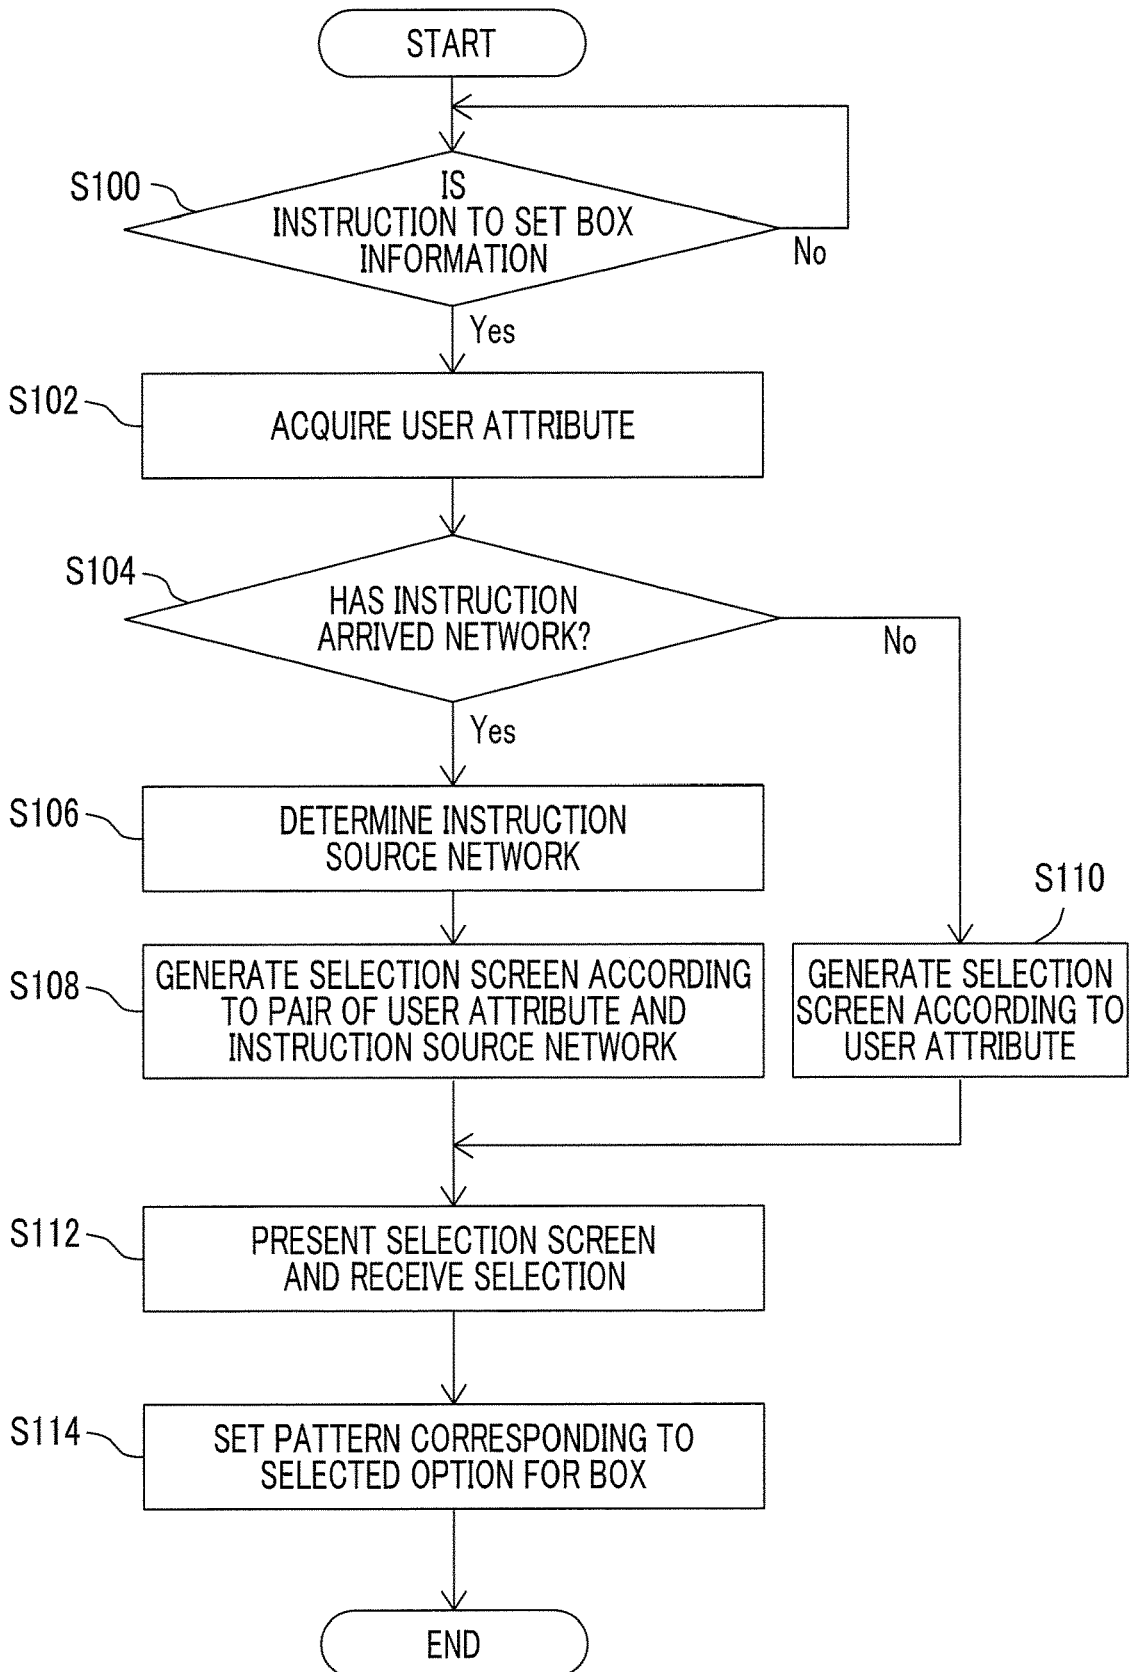 START
S100
IS
INSTRUCTION TO SET BOX
INFORMATION
No
Yes
S102
ACQUIRE USER ATTRIBUTE
S104
HAS INSTRUCTION
ARRIVED NETWORK?
No
Yes
S106
DETERMINE INSTRUCTION
SOURCE NETWORK
S108
GENERATE SELECTION SCREEN ACCORDING
TO PAIR OF USER ATTRIBUTE AND
INSTRUCTION SOURCE NETWORK
S110
GENERATE SELECTION
SCREEN ACCORDING TO
USER ATTRIBUTE
S112
PRESENT SELECTION SCREEN
AND RECEIVE SELECTION
S114
SET PATTERN CORRESPONDING TO
SELECTED OPTION FOR BOX
END